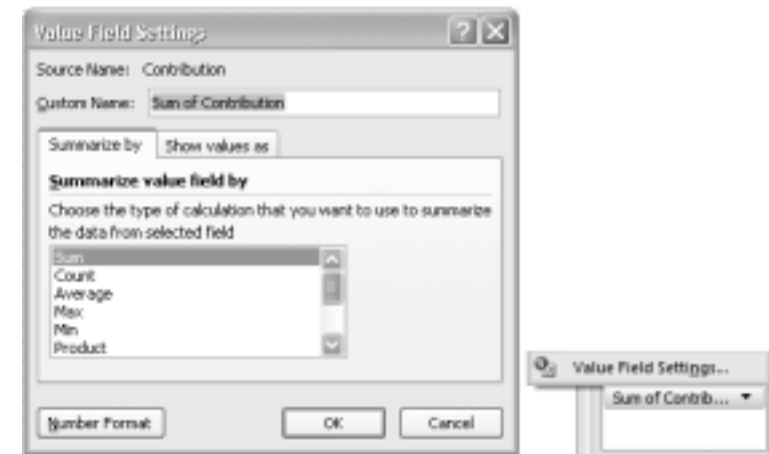 Value Field Settings
Source Name: Contribution
Custom Name: Sum of Contribution
Summarize by Show values as
Summarize value field by
Choose the type of calculation that you want to use to summarize
the data from selected field
Sum
Count
Average
Max
Min
Product
Number Format OK Cancel
Value Field Settings...
Sum of Contrib...